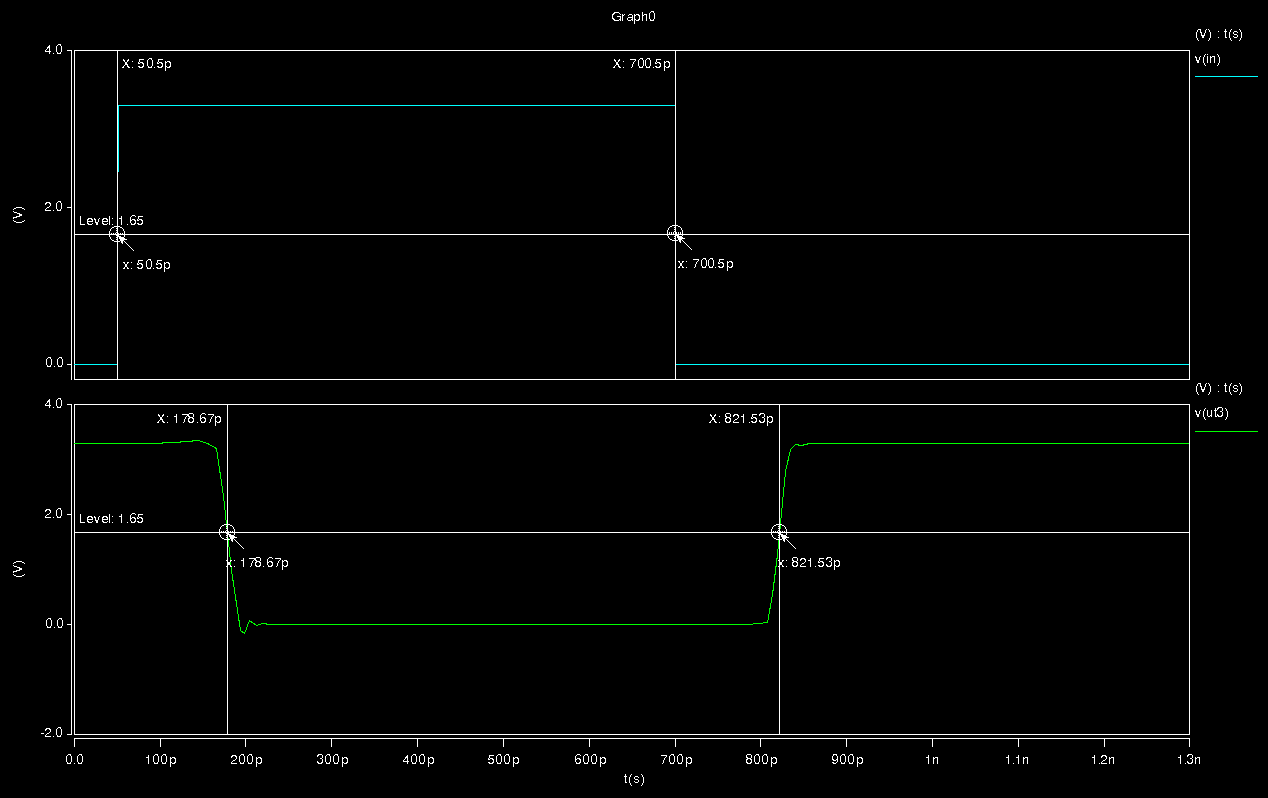 Graph0
(V) : t(s)
v(in)
4.0
X: 50.5p
X: 700.5p
2.0
(V)
Level: 1.65
x: 50.5p
x: 700.5p
0.0
(V) : t(s)
v(ut3)
4.0
X: 178.67p
X: 821.53p
2.0
Level: 1.65
(V)
x: 178.67p
x: 821.53p
0.0
-2.0
0.0 100p 200p 300p 400p 500p 600p 700p 800p 900p 1n 1.1n 1.2n 1.3n
t(s)